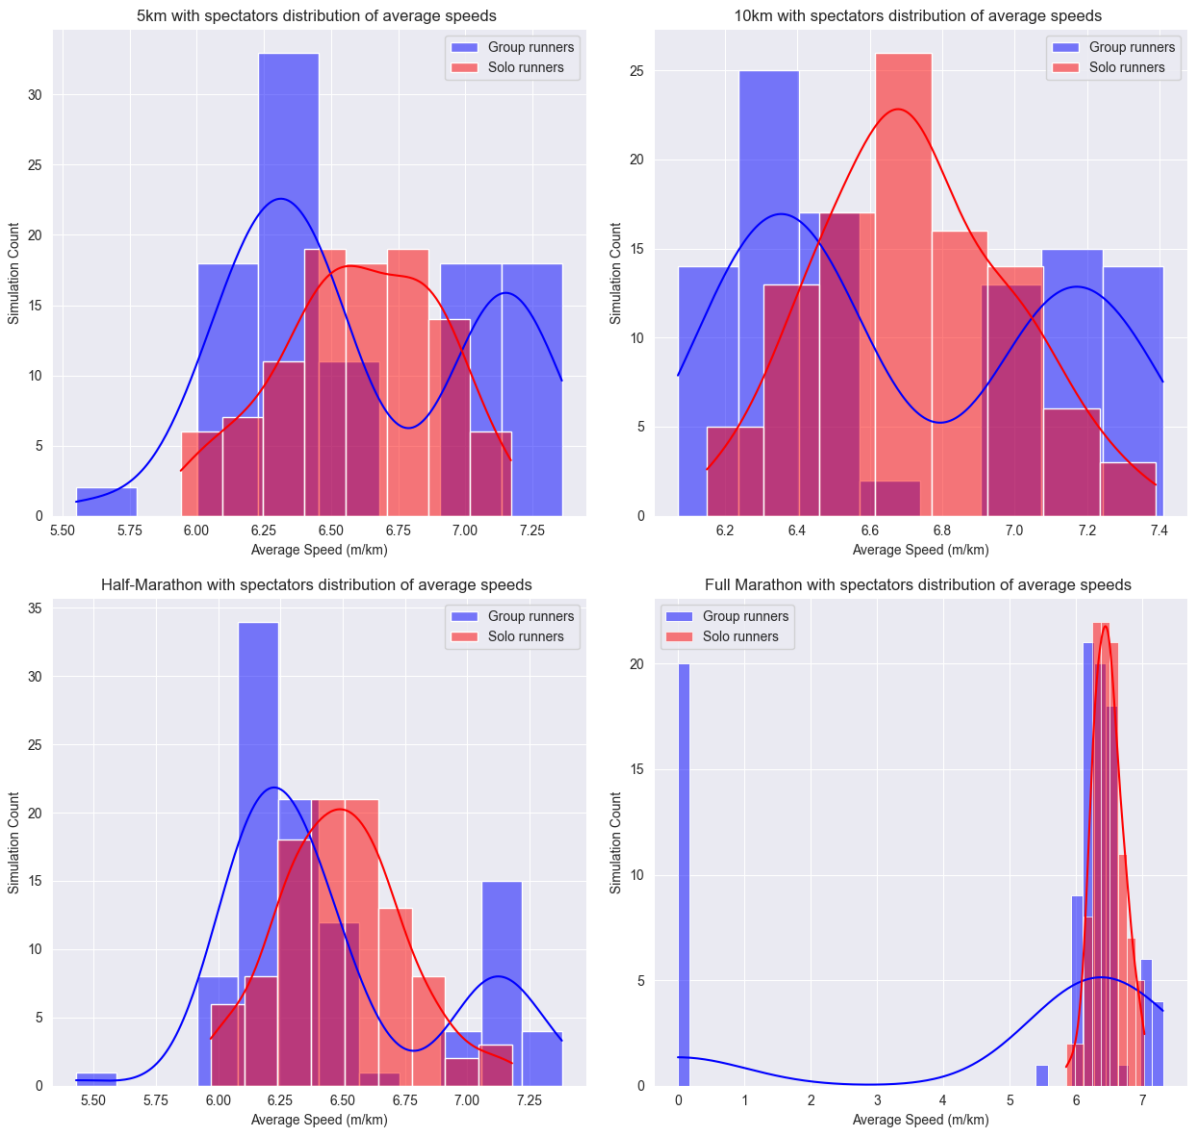 5km with spectators distribution of average speeds
Group runners
Solo runners
Simulation Count
30
25
20
15
10
5
0
5.50 5.75 6.00 6.25 6.50 6.75 7.00 7.25
Average Speed (m/km)
10km with spectators distribution of average speeds
Group runners
Solo runners
Simulation Count
25
20
15
10
5
0
6.2 6.4 6.6 6.8 7.0 7.2 7.4
Average Speed (m/km)
Half-Marathon with spectators distribution of average speeds
Group runners
Solo runners
Simulation Count
35
30
25
20
15
10
5
0
5.50 5.75 6.00 6.25 6.50 6.75 7.00 7.25
Average Speed (m/km)
Full Marathon with spectators distribution of average speeds
Group runners
Solo runners
Simulation Count
20
15
10
5
0
0 1 2 3 4 5 6 7
Average Speed (m/km)